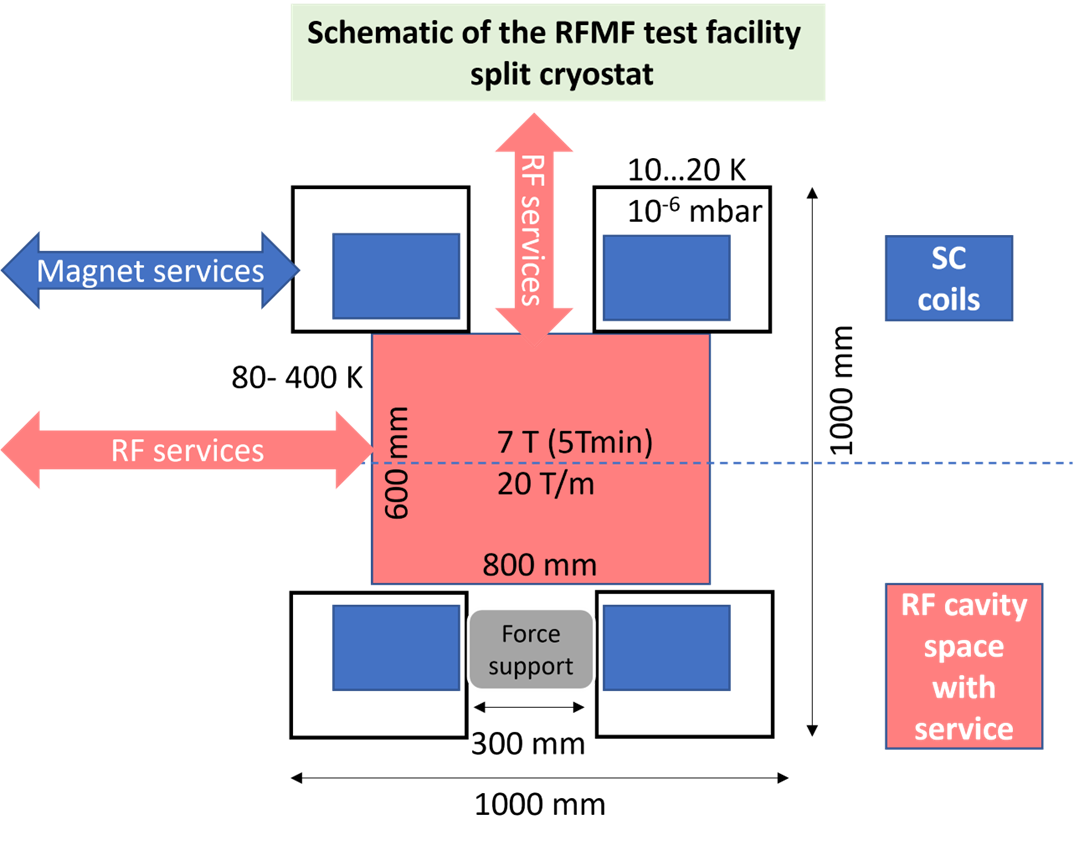 Schematic of the RFMF test facility
split cryostat
RF services
10...20 K
10-6 mbar
Magnet services
SC
coils
80- 400 K
1000 mm
RF services
600 mm
7 T (5Tmin)
20 T/m
800 mm
Force
support
RF cavity
space
with
service
300 mm
1000 mm